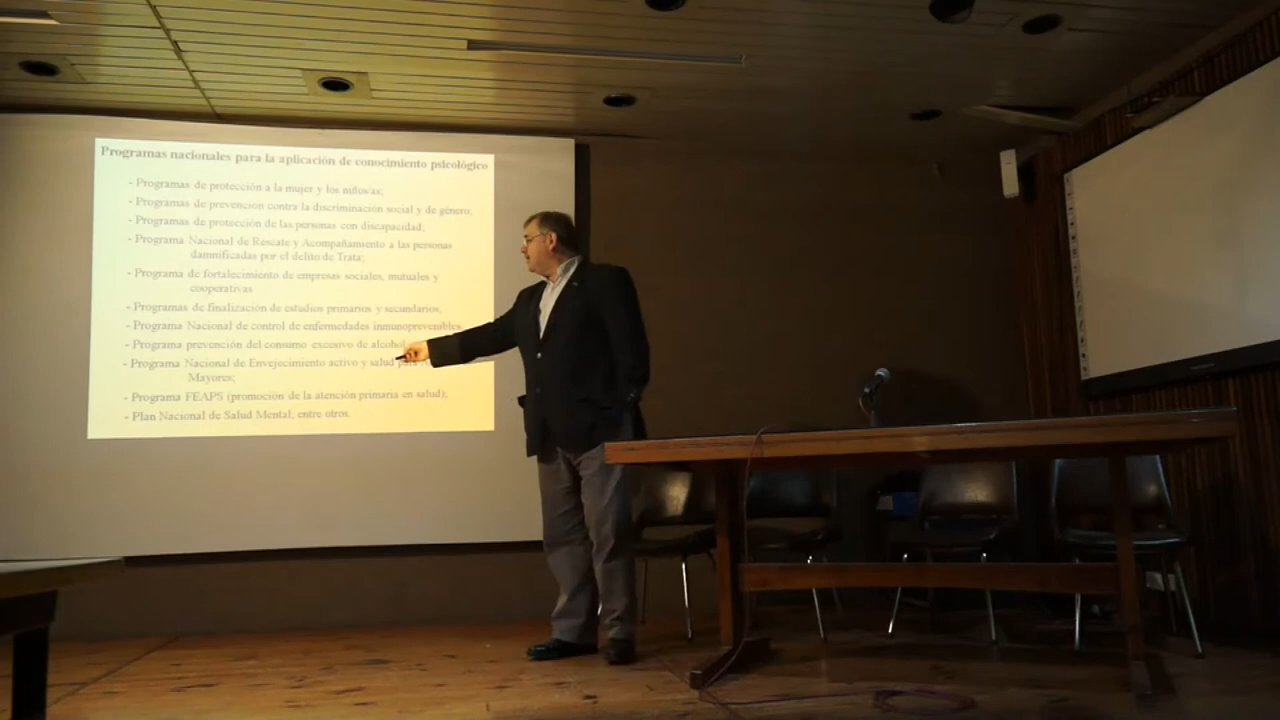 Programas nacionales para la aplicación de conocimiento psicológico
- Programas de protección a la mujer y los niños/as;
- Programas de prevención contra la discriminación social y de género;
- Programas de protección de las personas con discapacidad;
- Programa Nacional de Rescate y Acompañamiento a las personas
damnificadas por el delito de Trata;
- Programa de fortalecimiento de empresas sociales, mutuales y
cooperativas
- Programas de finalización de estudios primarios y secundarios;
- Programa Nacional de control de enfermedades inmunoprevenibles
- Programa prevención del consumo excesivo de alcohol
- Programa Nacional de Envejecimiento activo y salud para
Mayores;
- Programa FEAPS (promocion de la atención primaria en salud),
- Plan Nacional de Salud Mental; entre otros.